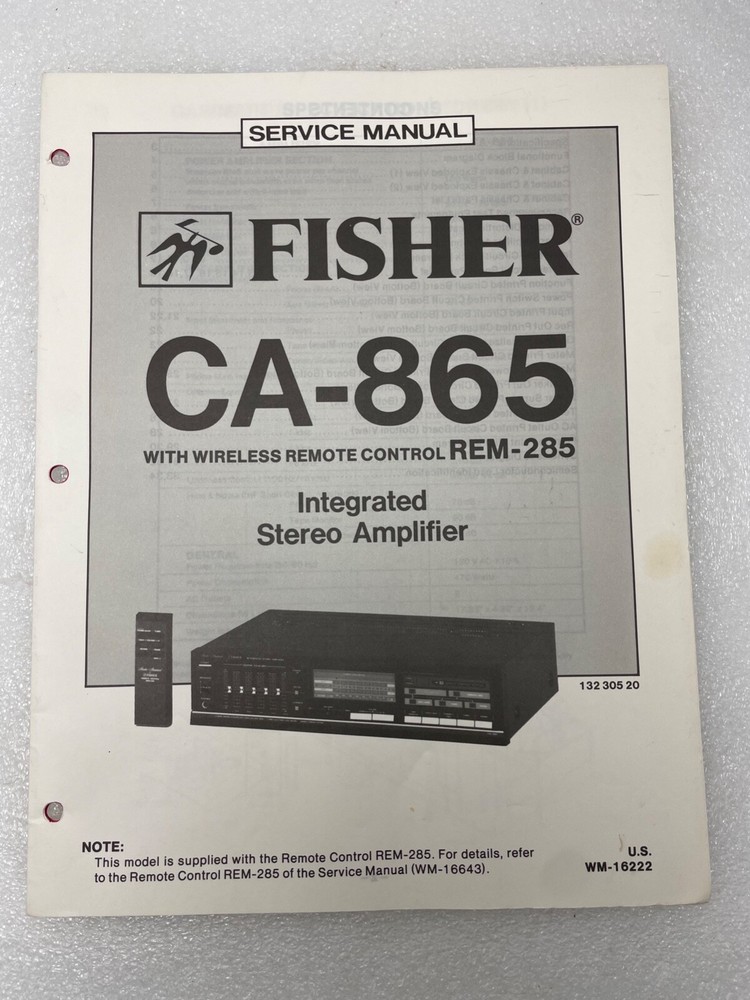 SERVICE MANUAL
FISHER®
CA-865
WITH WIRELESS REMOTE CONTROL REM-285
Integrated
Stereo Amplifier
132 305 20
NOTE:
This model is supplied with the Remote Control REM-285. For details, refer
to the Remote Control REM-285 of the Service Manual (WM-16643).
U.S.
WM-16222